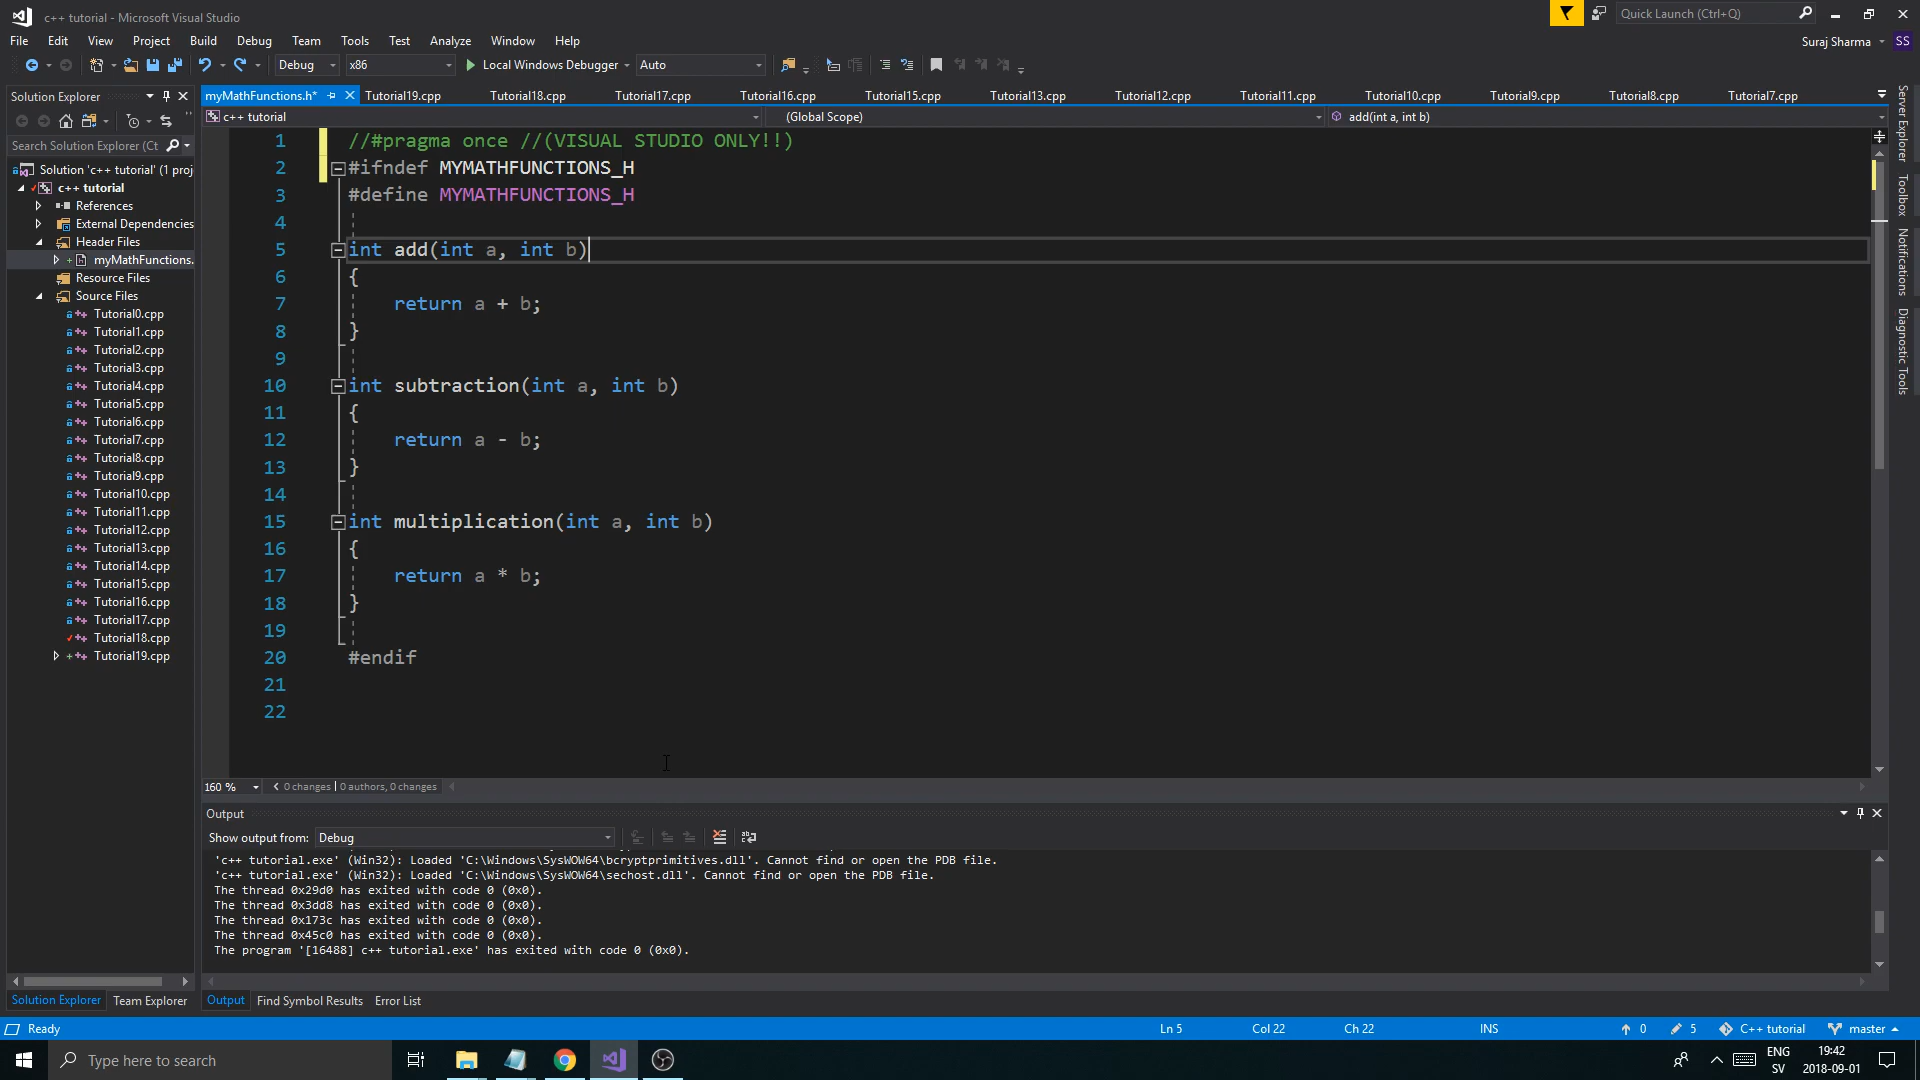 c++ tutorial - Microsoft Visual Studio
Quick Launch (Ctrl+Q)
File Edit View Project Build Debug Team Tools Test Analyze Window Help
Suraj Sharma SS
Debug x86 Local Windows Debugger Auto
Solution Explorer
myMathFunctions.h* Tutorial19.cpp Tutorial18.cpp Tutorial17.cpp Tutorial16.cpp Tutorial15.cpp Tutorial13.cpp Tutorial12.cpp Tutorial11.cpp Tutorial10.cpp Tutorial9.cpp Tutorial8.cpp Tutorial7.cpp
c++ tutorial (Global Scope) add(int a, int b)
Search Solution Explorer (Ct
Solution 'c++ tutorial' (1 proj
c++ tutorial
References
External Dependencies
Header Files
myMathFunctions.
Resource Files
Source Files
Tutorial0.cpp
Tutorial1.cpp
Tutorial2.cpp
Tutorial3.cpp
Tutorial4.cpp
Tutorial5.cpp
Tutorial6.cpp
Tutorial7.cpp
Tutorial8.cpp
Tutorial9.cpp
Tutorial10.cpp
Tutorial11.cpp
Tutorial12.cpp
Tutorial13.cpp
Tutorial14.cpp
Tutorial15.cpp
Tutorial16.cpp
Tutorial17.cpp
Tutorial18.cpp
Tutorial19.cpp
1 //#pragma once //(VISUAL STUDIO ONLY!!)
2 #ifndef MYMATHFUNCTIONS_H
3 #define MYMATHFUNCTIONS_H
4
5 int add(int a, int b)
6 {
7 return a + b;
8 }
9
10 int subtraction(int a, int b)
11 {
12 return a - b;
13 }
14
15 int multiplication(int a, int b)
16 {
17 return a * b;
18 }
19
20 #endif
21
22
Server Explorer
Toolbox
Notifications
Diagnostic Tools
160 % 0 changes | 0 authors, 0 changes
Output
Show output from: Debug
'c++ tutorial.exe' (Win32): Loaded 'C:\Windows\SysWOW64\bcryptprimitives.dll'. Cannot find or open the PDB file.
'c++ tutorial.exe' (Win32): Loaded 'C:\Windows\SysWOW64\sechost.dll'. Cannot find or open the PDB file.
The thread 0x29d0 has exited with code 0 (0x0).
The thread 0x3dd8 has exited with code 0 (0x0).
The thread 0x173c has exited with code 0 (0x0).
The thread 0x45c0 has exited with code 0 (0x0).
The program '[16488] c++ tutorial.exe' has exited with code 0 (0x0).
Solution Explorer Team Explorer Output Find Symbol Results Error List
Ready Ln 5 Col 22 Ch 22 INS 0 5 C++ tutorial master
Type here to search
ENG
SV
19:42
2018-09-01